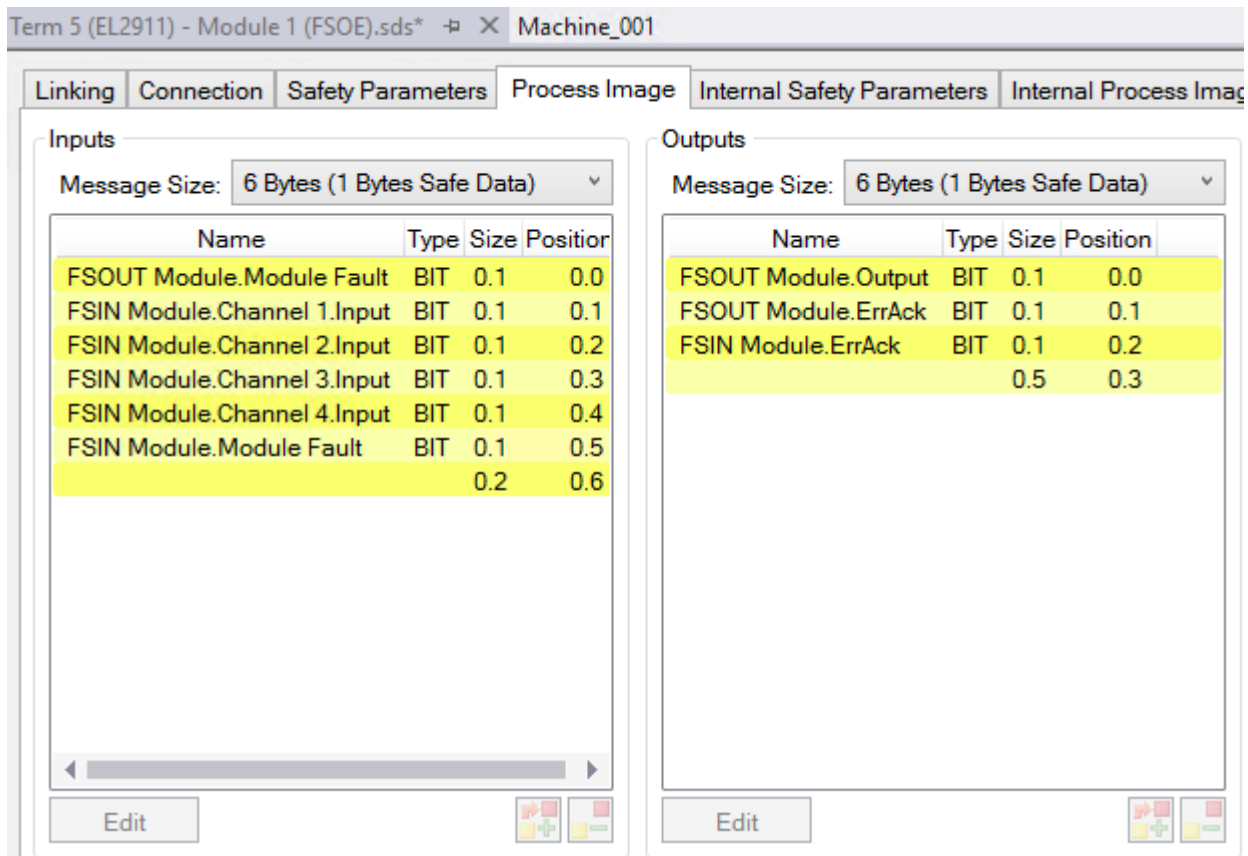 Term 5 (EL2911) - Module 1 (FSOE).sds* Machine_001
Linking Connection Safety Parameters Process Image Internal Safety Parameters Internal Process Imag
Inputs
Message Size: 6 Bytes (1 Bytes Safe Data)
Name Type Size Position
FSOUT Module.Module Fault BIT 0.1 0.0
FSIN Module.Channel 1.Input BIT 0.1 0.1
FSIN Module.Channel 2.Input BIT 0.1 0.2
FSIN Module.Channel 3.Input BIT 0.1 0.3
FSIN Module.Channel 4.Input BIT 0.1 0.4
FSIN Module.Module Fault BIT 0.1 0.5
0.2 0.6
Edit
Outputs
Message Size: 6 Bytes (1 Bytes Safe Data)
Name Type Size Position
FSOUT Module.Output BIT 0.1 0.0
FSOUT Module.ErrAck BIT 0.1 0.1
FSIN Module.ErrAck BIT 0.1 0.2
0.5 0.3
Edit